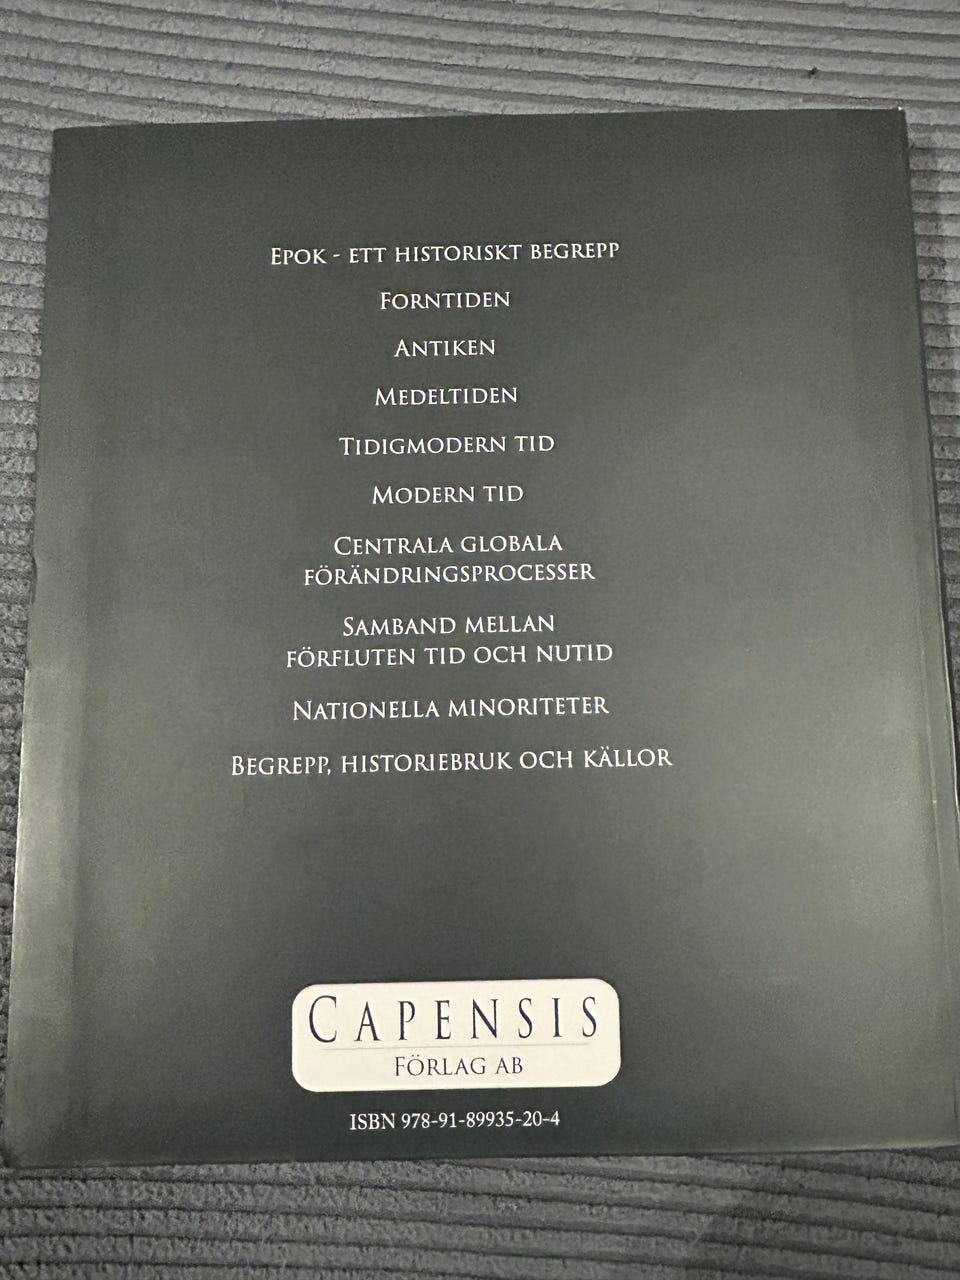 Epok - ett historiskt begrepp
Forntiden
Antiken
Medeltiden
Tidigmodern tid
Modern tid
Centrala globala
förändringsprocesser
Samband mellan
förfluten tid och nutid
Nationella minoriteter
Begrepp, historiebruk och källor
Capensis
Förlag AB
ISBN 978-91-89935-20-4